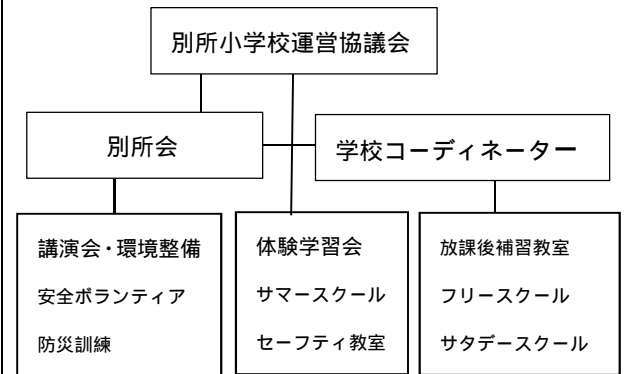 別所小学校運営協議会
別所会
学校コーディネーター
講演会・環境整備
安全ボランティア
防災訓練
体験学習会
サマースクール
セーフティ教室
放課後補習教室
フリースクール
サタデースクール